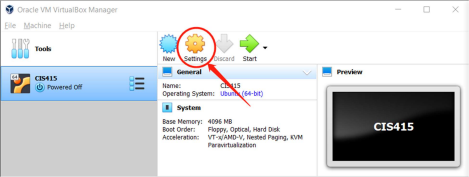 Oracle VM VirtualBox Manager
File Machine Help
Tools
New Settings Discard Start
CIS415
Powered Off
General
Name: CIS415
Operating System: Ubuntu (64-bit)
System
Base Memory: 4096 MB
Boot Order: Floppy, Optical, Hard Disk
Acceleration: VT-x/AMD-V, Nested Paging, KVM
Paravirtualization
Preview
CIS415